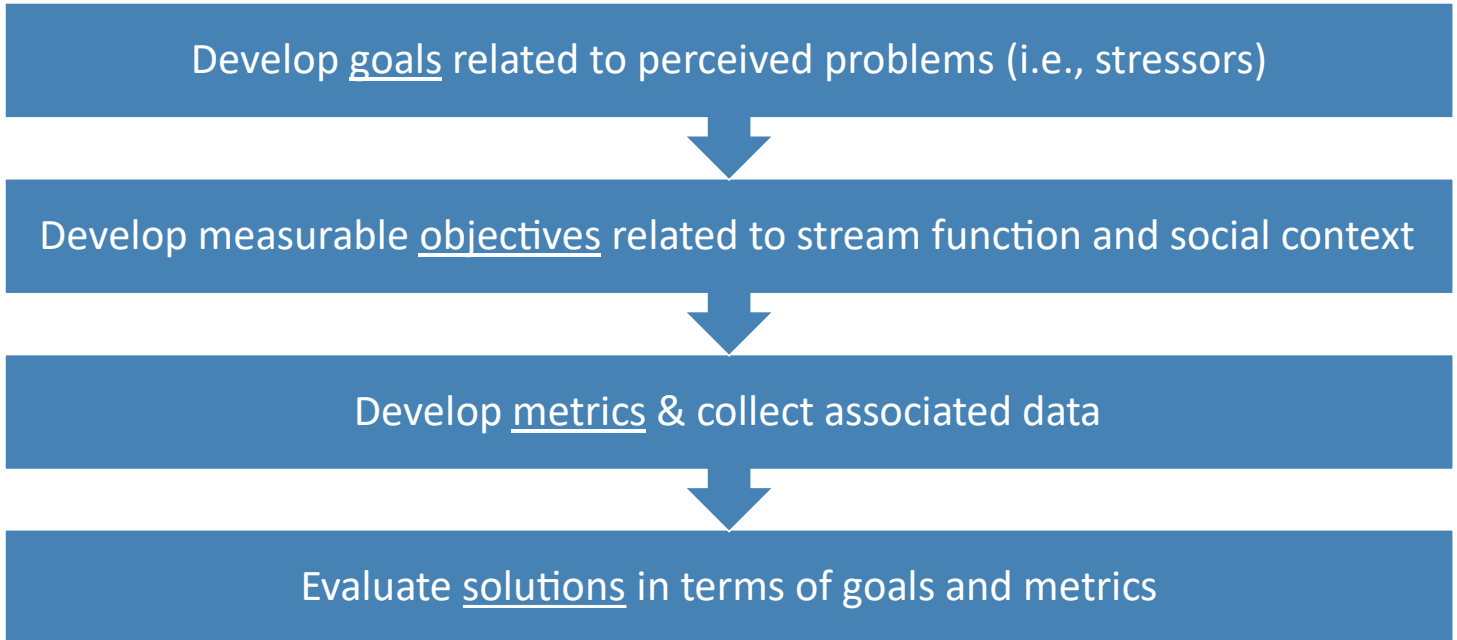 Develop goals related to perceived problems (i.e., stressors)
Develop measurable objectives related to stream function and social context
Develop metrics & collect associated data
Evaluate solutions in terms of goals and metrics